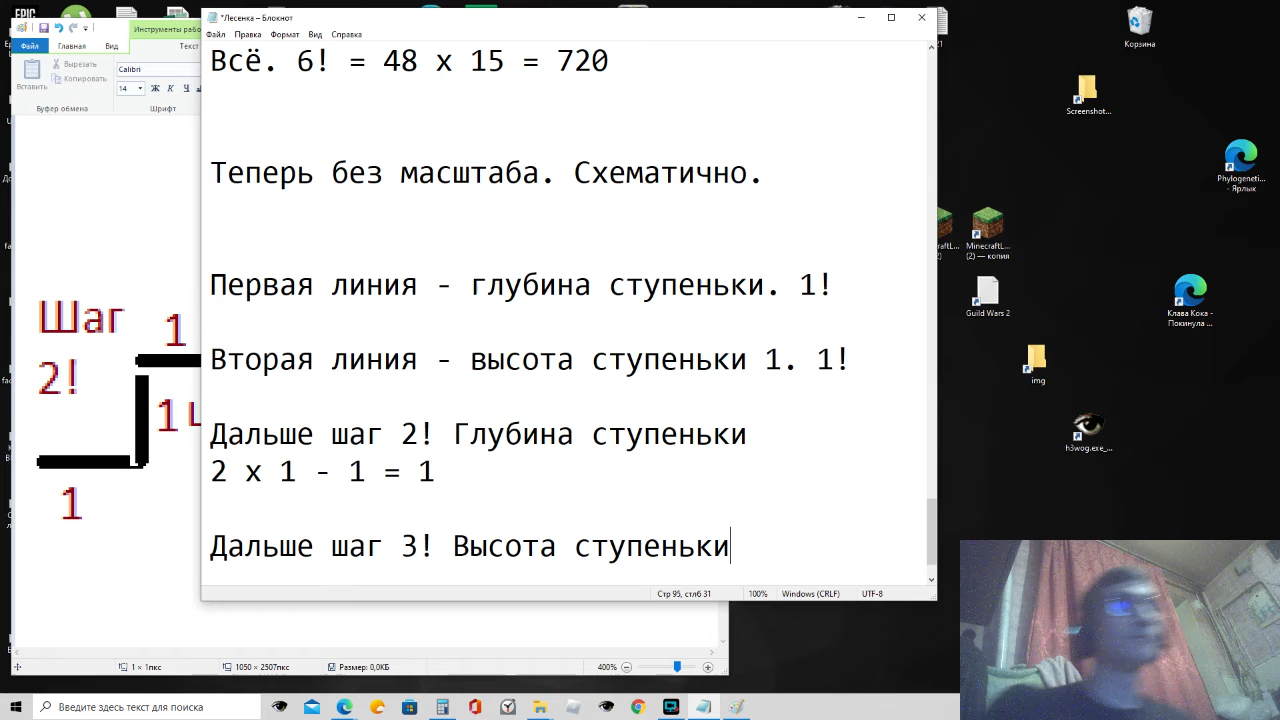 EPIC
*Лесенка – Блокнот
Файл Правка Формат Вид Справка
Всё. 6! = 48 x 15 = 720
Теперь без масштаба. Схематично.
Первая линия - глубина ступеньки. 1!
Вторая линия - высота ступеньки 1. 1!
Дальше шаг 2! Глубина ступеньки
2 x 1 - 1 = 1
Дальше шаг 3! Высота ступеньки
Стр 95, стлб 31
100%
Windows (CRLF)
UTF-8
Инструменты рабо
Файл Главная Вид
Вставить
Вырезать
Копировать
Буфер обмена
Calibri
14
Ж К Ч
Шрифт
Шаг
2!
1
1
1
1 × 1пкс
1050 × 2507пкс
Размер: 0,0КБ
400%
Корзина
Screenshot...
Phylogeneti...
- Ярлык
MinecraftL...
(2) — копия
Guild Wars 2
Клава Кока -
Покинула ...
img
h3wog.exe_...
Введите здесь текст для поиска